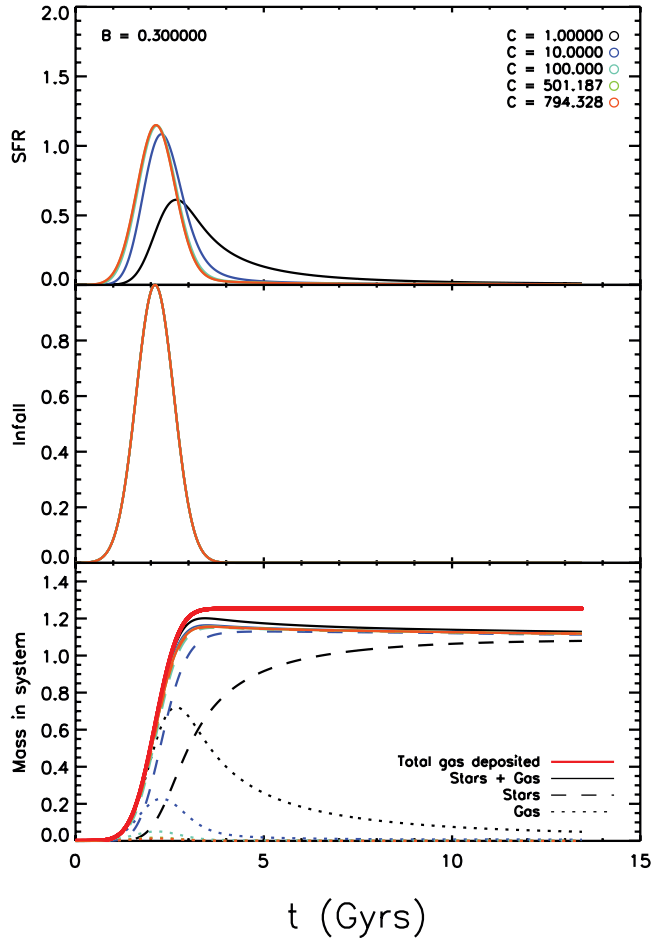 2.0
B = 0.300000
C = 1.00000
C = 10.0000
C = 100.000
C = 501.187
C = 794.328
1.5
1.0
0.5
0.0
SFR
0.8
0.6
0.4
0.2
0.0
Infall
1.4
1.2
1.0
0.8
0.6
0.4
0.2
0.0
Mass in system
Total gas deposited
Stars + Gas
Stars
Gas
0 5 10 15
t (Gyrs)